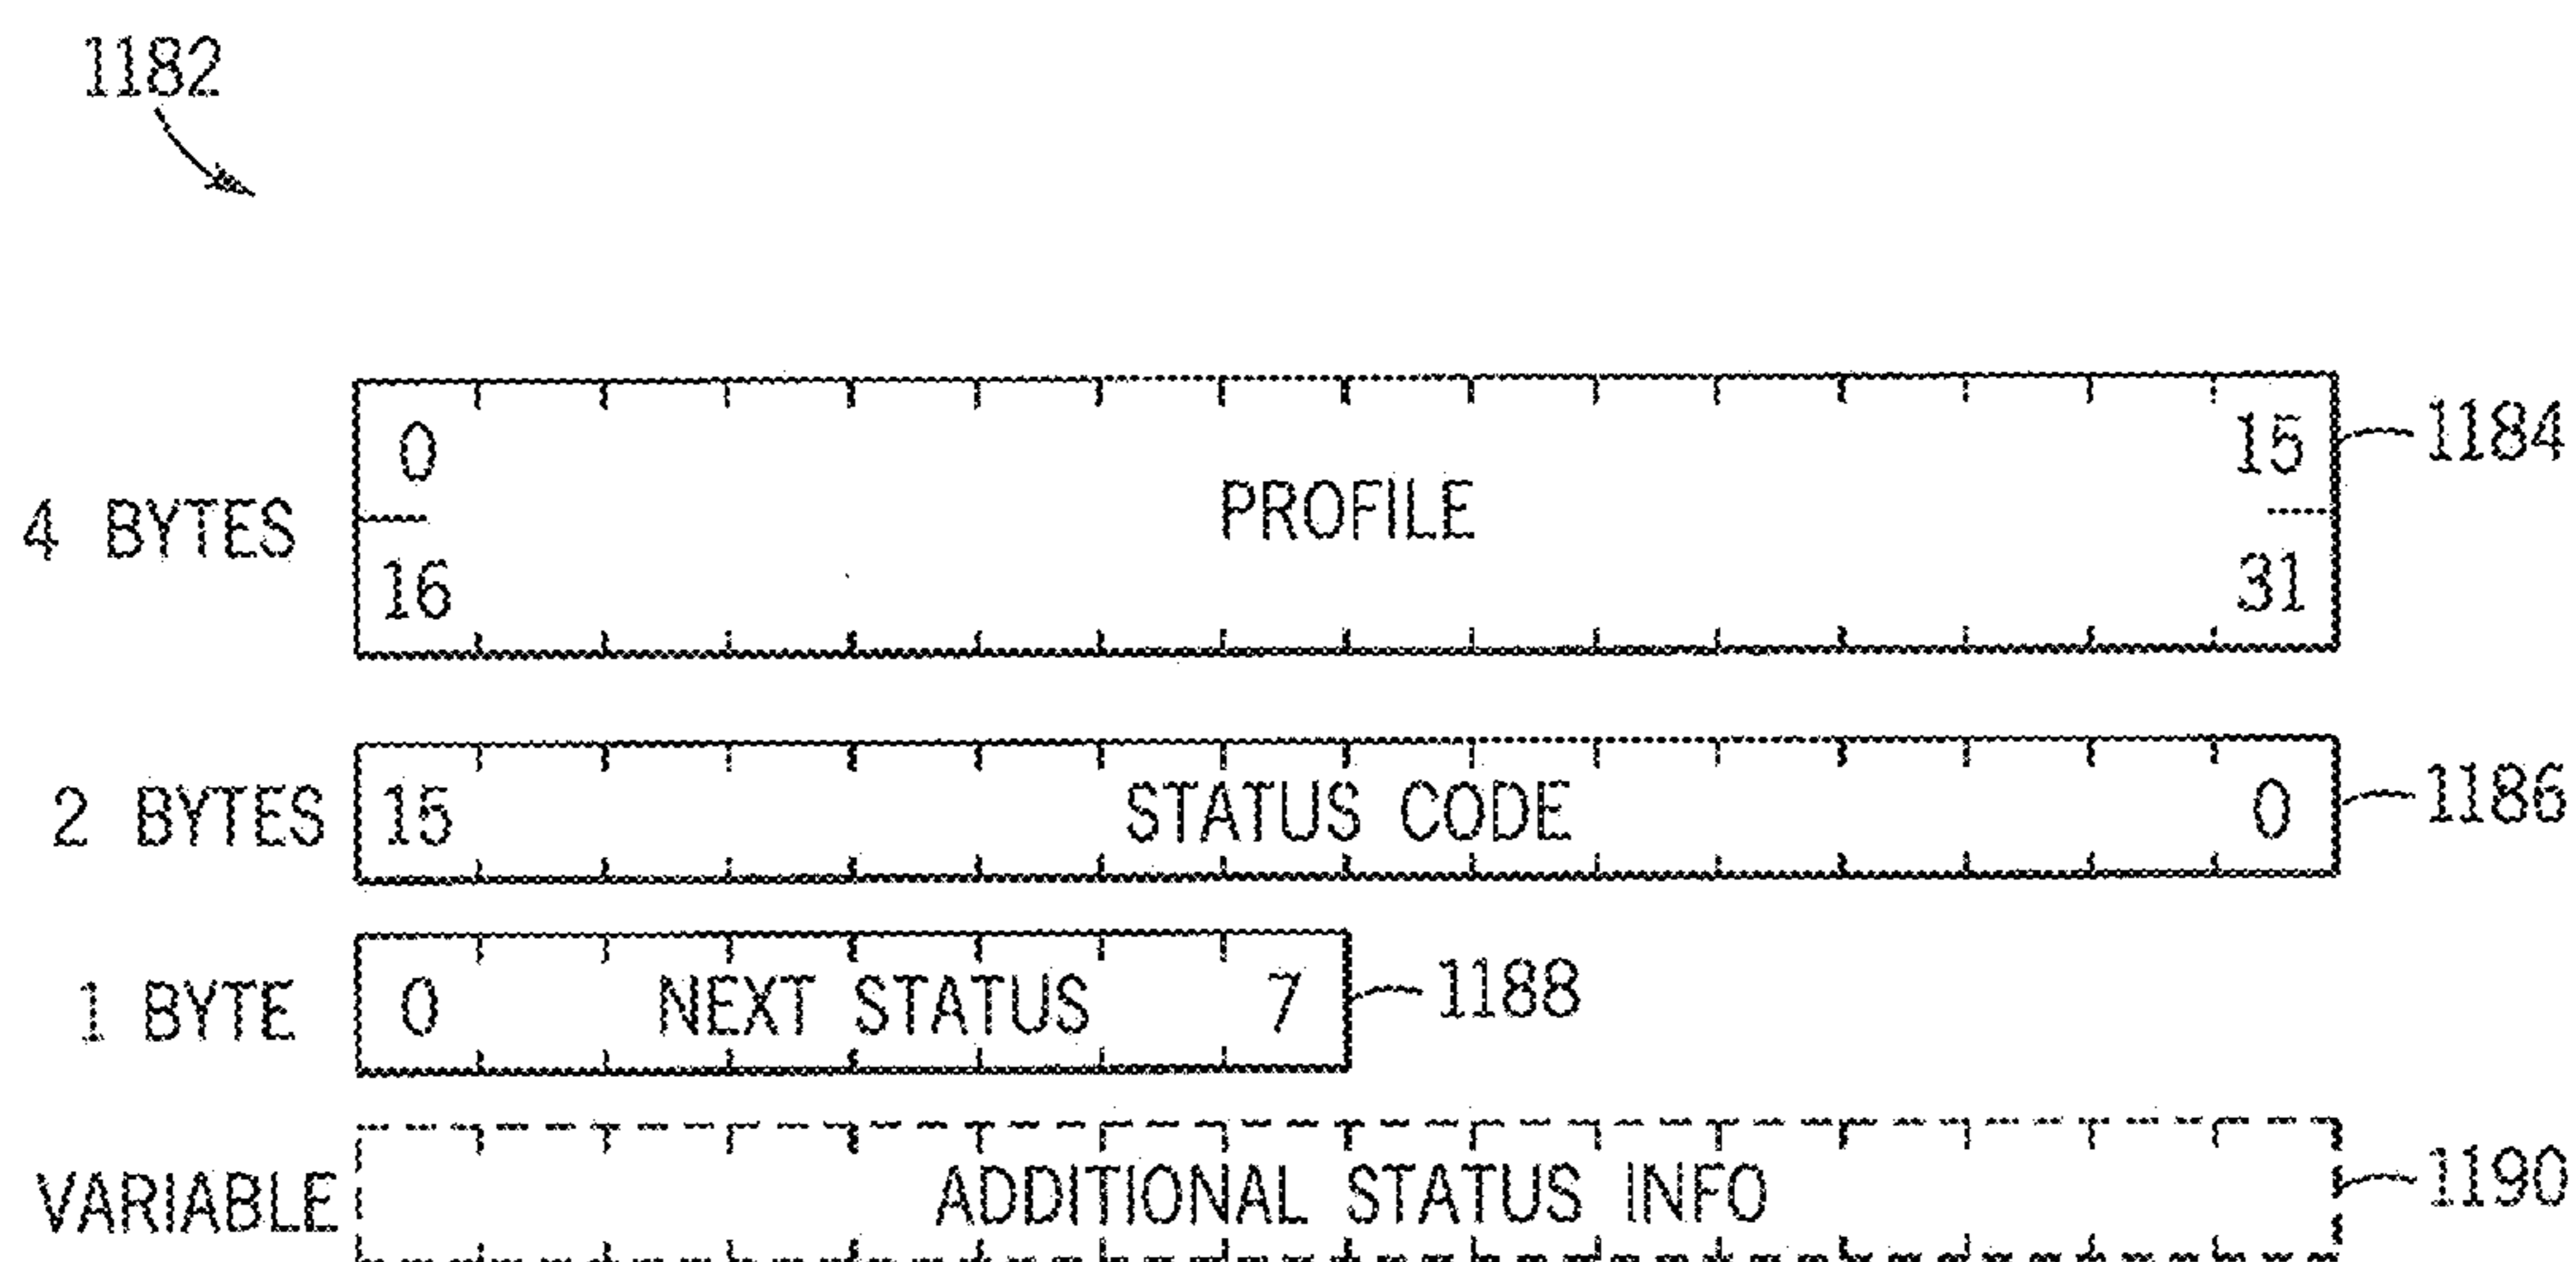 1182
0 15 1184
4 BYTES PROFILE
16 31
2 BYTES 15 STATUS CODE 0 1186
1 BYTE 0 NEXT STATUS 7 1188
VARIABLE ADDITIONAL STATUS INFO 1190